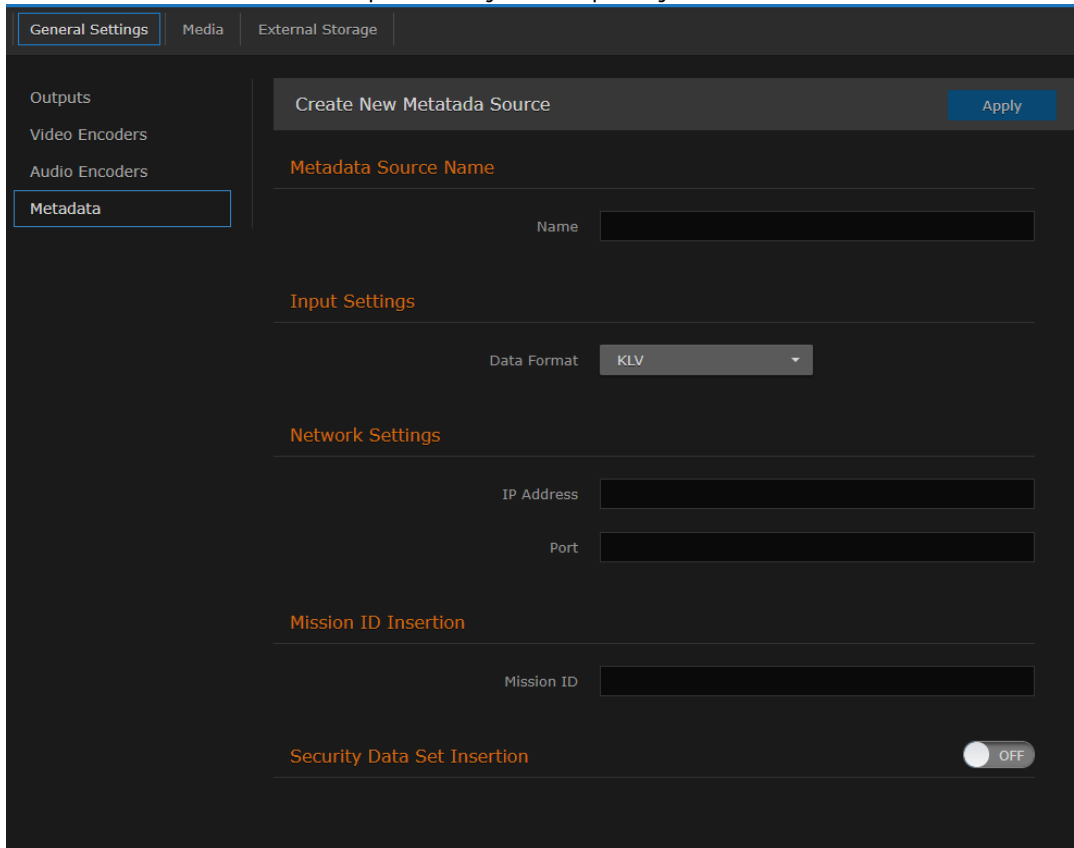 General Settings Media External Storage
Outputs
Video Encoders
Audio Encoders
Metadata
Create New Metatada Source Apply
Metadata Source Name
Name
Input Settings
Data Format KLV
Network Settings
IP Address
Port
Mission ID Insertion
Mission ID
Security Data Set Insertion OFF